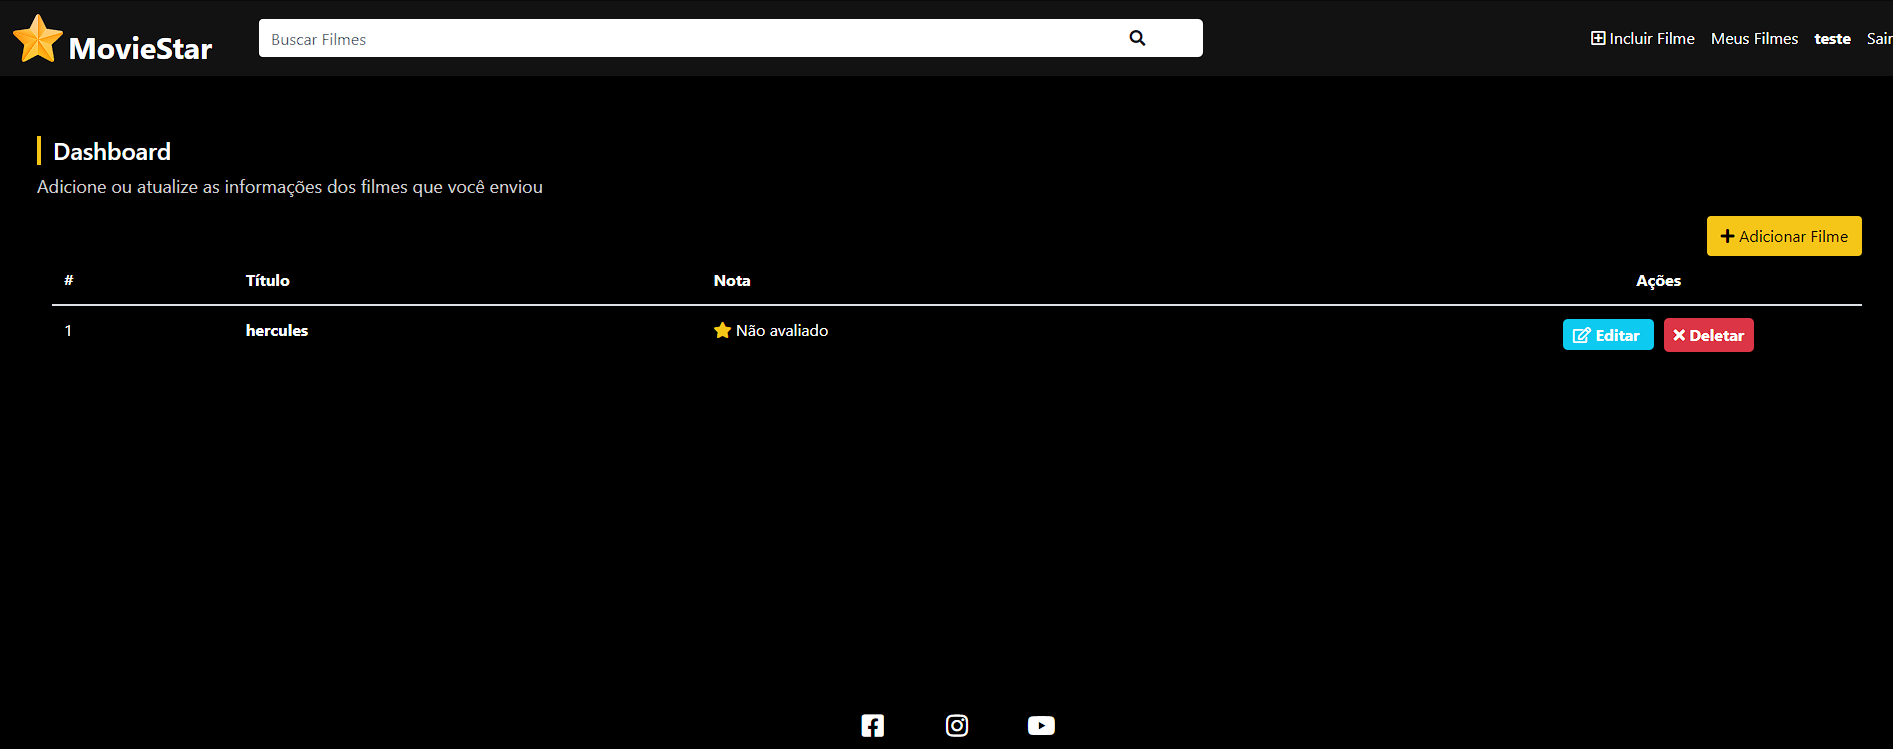 MovieStar
Buscar Filmes
Incluir Filme Meus Filmes teste Sair
Dashboard
Adicione ou atualize as informações dos filmes que você enviou
Adicionar Filme
# Título Nota Ações
1 hercules Não avaliado Editar Deletar